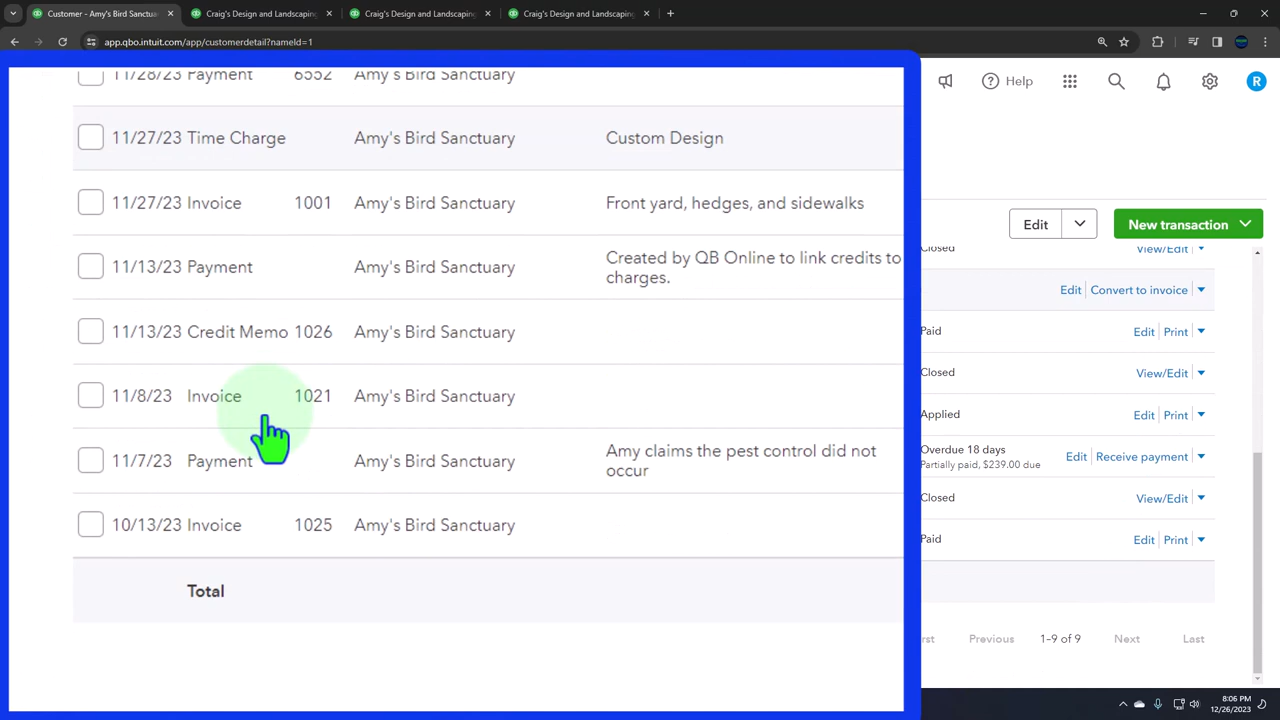 Customer - Amy's Bird Sanctua
Craig's Design and Landscaping
Craig's Design and Landscaping
Craig's Design and Landscaping
app.qbo.intuit.com/app/customerdetail?nameId=1
Help
R
Edit
New transaction
11/28/23 Payment 6552 Amy's Bird Sanctuary
Closed View/Edit
11/27/23 Time Charge Amy's Bird Sanctuary Custom Design
Edit Convert to invoice
11/27/23 Invoice 1001 Amy's Bird Sanctuary Front yard, hedges, and sidewalks
Paid Edit Print
11/13/23 Payment Amy's Bird Sanctuary Created by QB Online to link credits to
charges.
Closed View/Edit
11/13/23 Credit Memo 1026 Amy's Bird Sanctuary
Applied Edit Print
11/8/23 Invoice 1021 Amy's Bird Sanctuary
Overdue 18 days
Partially paid, $239.00 due
Edit Receive payment
11/7/23 Payment Amy's Bird Sanctuary Amy claims the pest control did not
occur
Closed View/Edit
10/13/23 Invoice 1025 Amy's Bird Sanctuary
Paid Edit Print
Total
Previous 1-9 of 9 Next Last
8:06 PM
12/26/2023